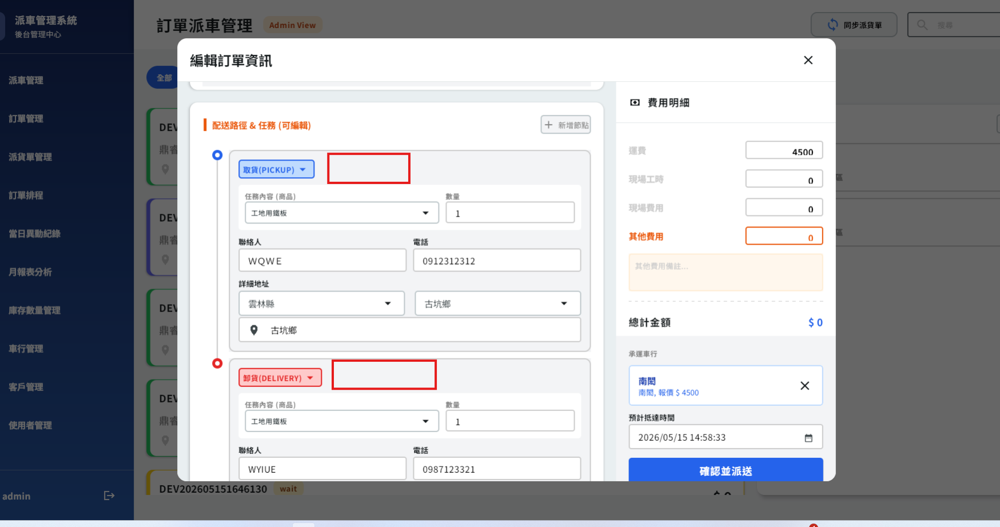 派車管理系統
後台管理中心
派車管理
訂單管理
派貨單管理
訂單排程
當日異動紀錄
月報表分析
庫存數量管理
車行管理
客戶管理
使用者管理
admin
訂單派車管理
Admin View
同步派貨單
搜尋
全部
DEV
鼎睿
DEV
鼎睿
DEV
鼎睿
DEV
鼎睿
DEV202605151646130
wait
$ 0
區
區
編輯訂單資訊
配送路徑 & 任務 (可編輯)
新增節點
取貨(PICKUP)
任務內容 (商品)
數量
工地用鐵板
1
聯絡人
電話
WQWE
0912312312
詳細地址
雲林縣
古坑鄉
古坑鄉
卸貨(DELIVERY)
任務內容 (商品)
數量
工地用鐵板
1
聯絡人
電話
WYIUE
0987123321
費用明細
運費
4500
現場工時
0
現場費用
0
其他費用
0
其他費用備註...
總計金額
$ 0
承運車行
南閎
南閎, 報價 $ 4500
預計抵達時間
2026/05/15 14:58:33
確認並派送